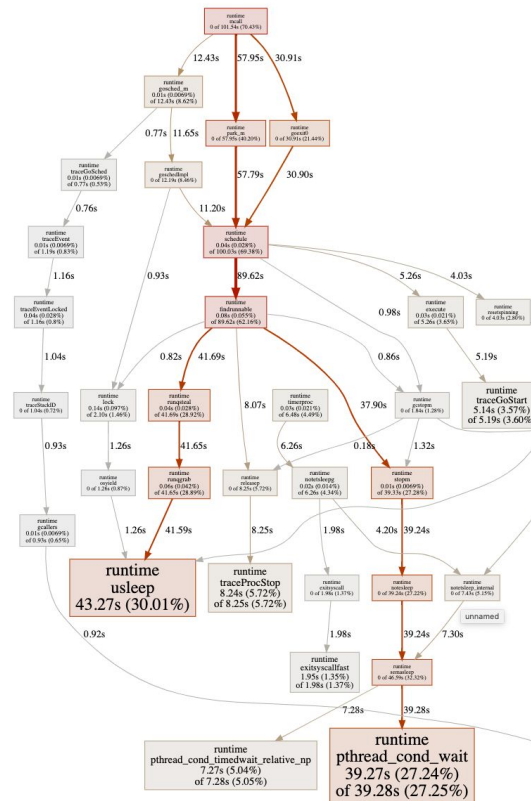 runtime
mcall
0 of 101.54s (70.43%)
12.43s
57.95s
30.91s
runtime
gosched_m
0.01s (0.0069%)
of 12.43s (8.62%)
0.77s
11.65s
runtime
park_m
0 of 57.95s (40.20%)
runtime
goexit0
0 of 30.91s (21.44%)
runtime
traceGoSched
0.01s (0.0069%)
of 0.77s (0.53%)
runtime
goschedImpl
0 of 12.19s (8.46%)
57.79s
30.90s
0.76s
11.20s
runtime
traceEvent
0.01s (0.0069%)
of 1.19s (0.83%)
runtime
schedule
0.04s (0.028%)
of 100.03s (69.38%)
1.16s
0.93s
89.62s
0.98s
5.26s
4.03s
runtime
traceEventLocked
0.04s (0.028%)
of 1.16s (0.8%)
runtime
findrunnable
0.08s (0.055%)
of 89.62s (62.16%)
runtime
execute
0.03s (0.021%)
of 5.26s (3.65%)
runtime
resetspinning
0 of 4.03s (2.80%)
1.04s
0.82s
41.69s
0.86s
5.19s
runtime
traceStackID
0 of 1.04s (0.72%)
runtime
lock
0.14s (0.097%)
of 2.10s (1.46%)
runtime
runqsteal
0.04s (0.028%)
of 41.69s (28.92%)
8.07s
runtime
timerproc
0.03s (0.021%)
of 6.48s (4.49%)
37.90s
runtime
gcstopm
0 of 1.84s (1.28%)
runtime
traceGoStart
5.14s (3.57%)
of 5.19s (3.60%)
0.93s
1.26s
41.65s
6.26s
0.18s
1.32s
runtime
gcallers
0.01s (0.0069%)
of 0.93s (0.65%)
runtime
osyield
0 of 1.26s (0.87%)
runtime
runqgrab
0.06s (0.042%)
of 41.65s (28.89%)
runtime
releasep
0 of 8.25s (5.72%)
runtime
notetsleepg
0.02s (0.014%)
of 6.26s (4.34%)
runtime
stopm
0.01s (0.0069%)
of 39.33s (27.28%)
1.26s
41.59s
8.25s
1.98s
4.20s
39.24s
runtime
usleep
43.27s (30.01%)
runtime
traceProcStop
8.24s (5.72%)
of 8.25s (5.72%)
runtime
exitsyscall
0 of 1.98s (1.37%)
runtime
notesleep
0 of 39.24s (27.22%)
runtime
notetsleep_internal
0 of 7.43s (5.15%)
unnamed
0.92s
1.98s
39.24s
7.30s
runtime
exitsyscallfast
1.95s (1.35%)
of 1.98s (1.37%)
runtime
semasleep
0 of 46.59s (32.32%)
7.28s
39.28s
runtime
pthread_cond_timedwait_relative_np
7.27s (5.04%)
of 7.28s (5.05%)
runtime
pthread_cond_wait
39.27s (27.24%)
of 39.28s (27.25%)